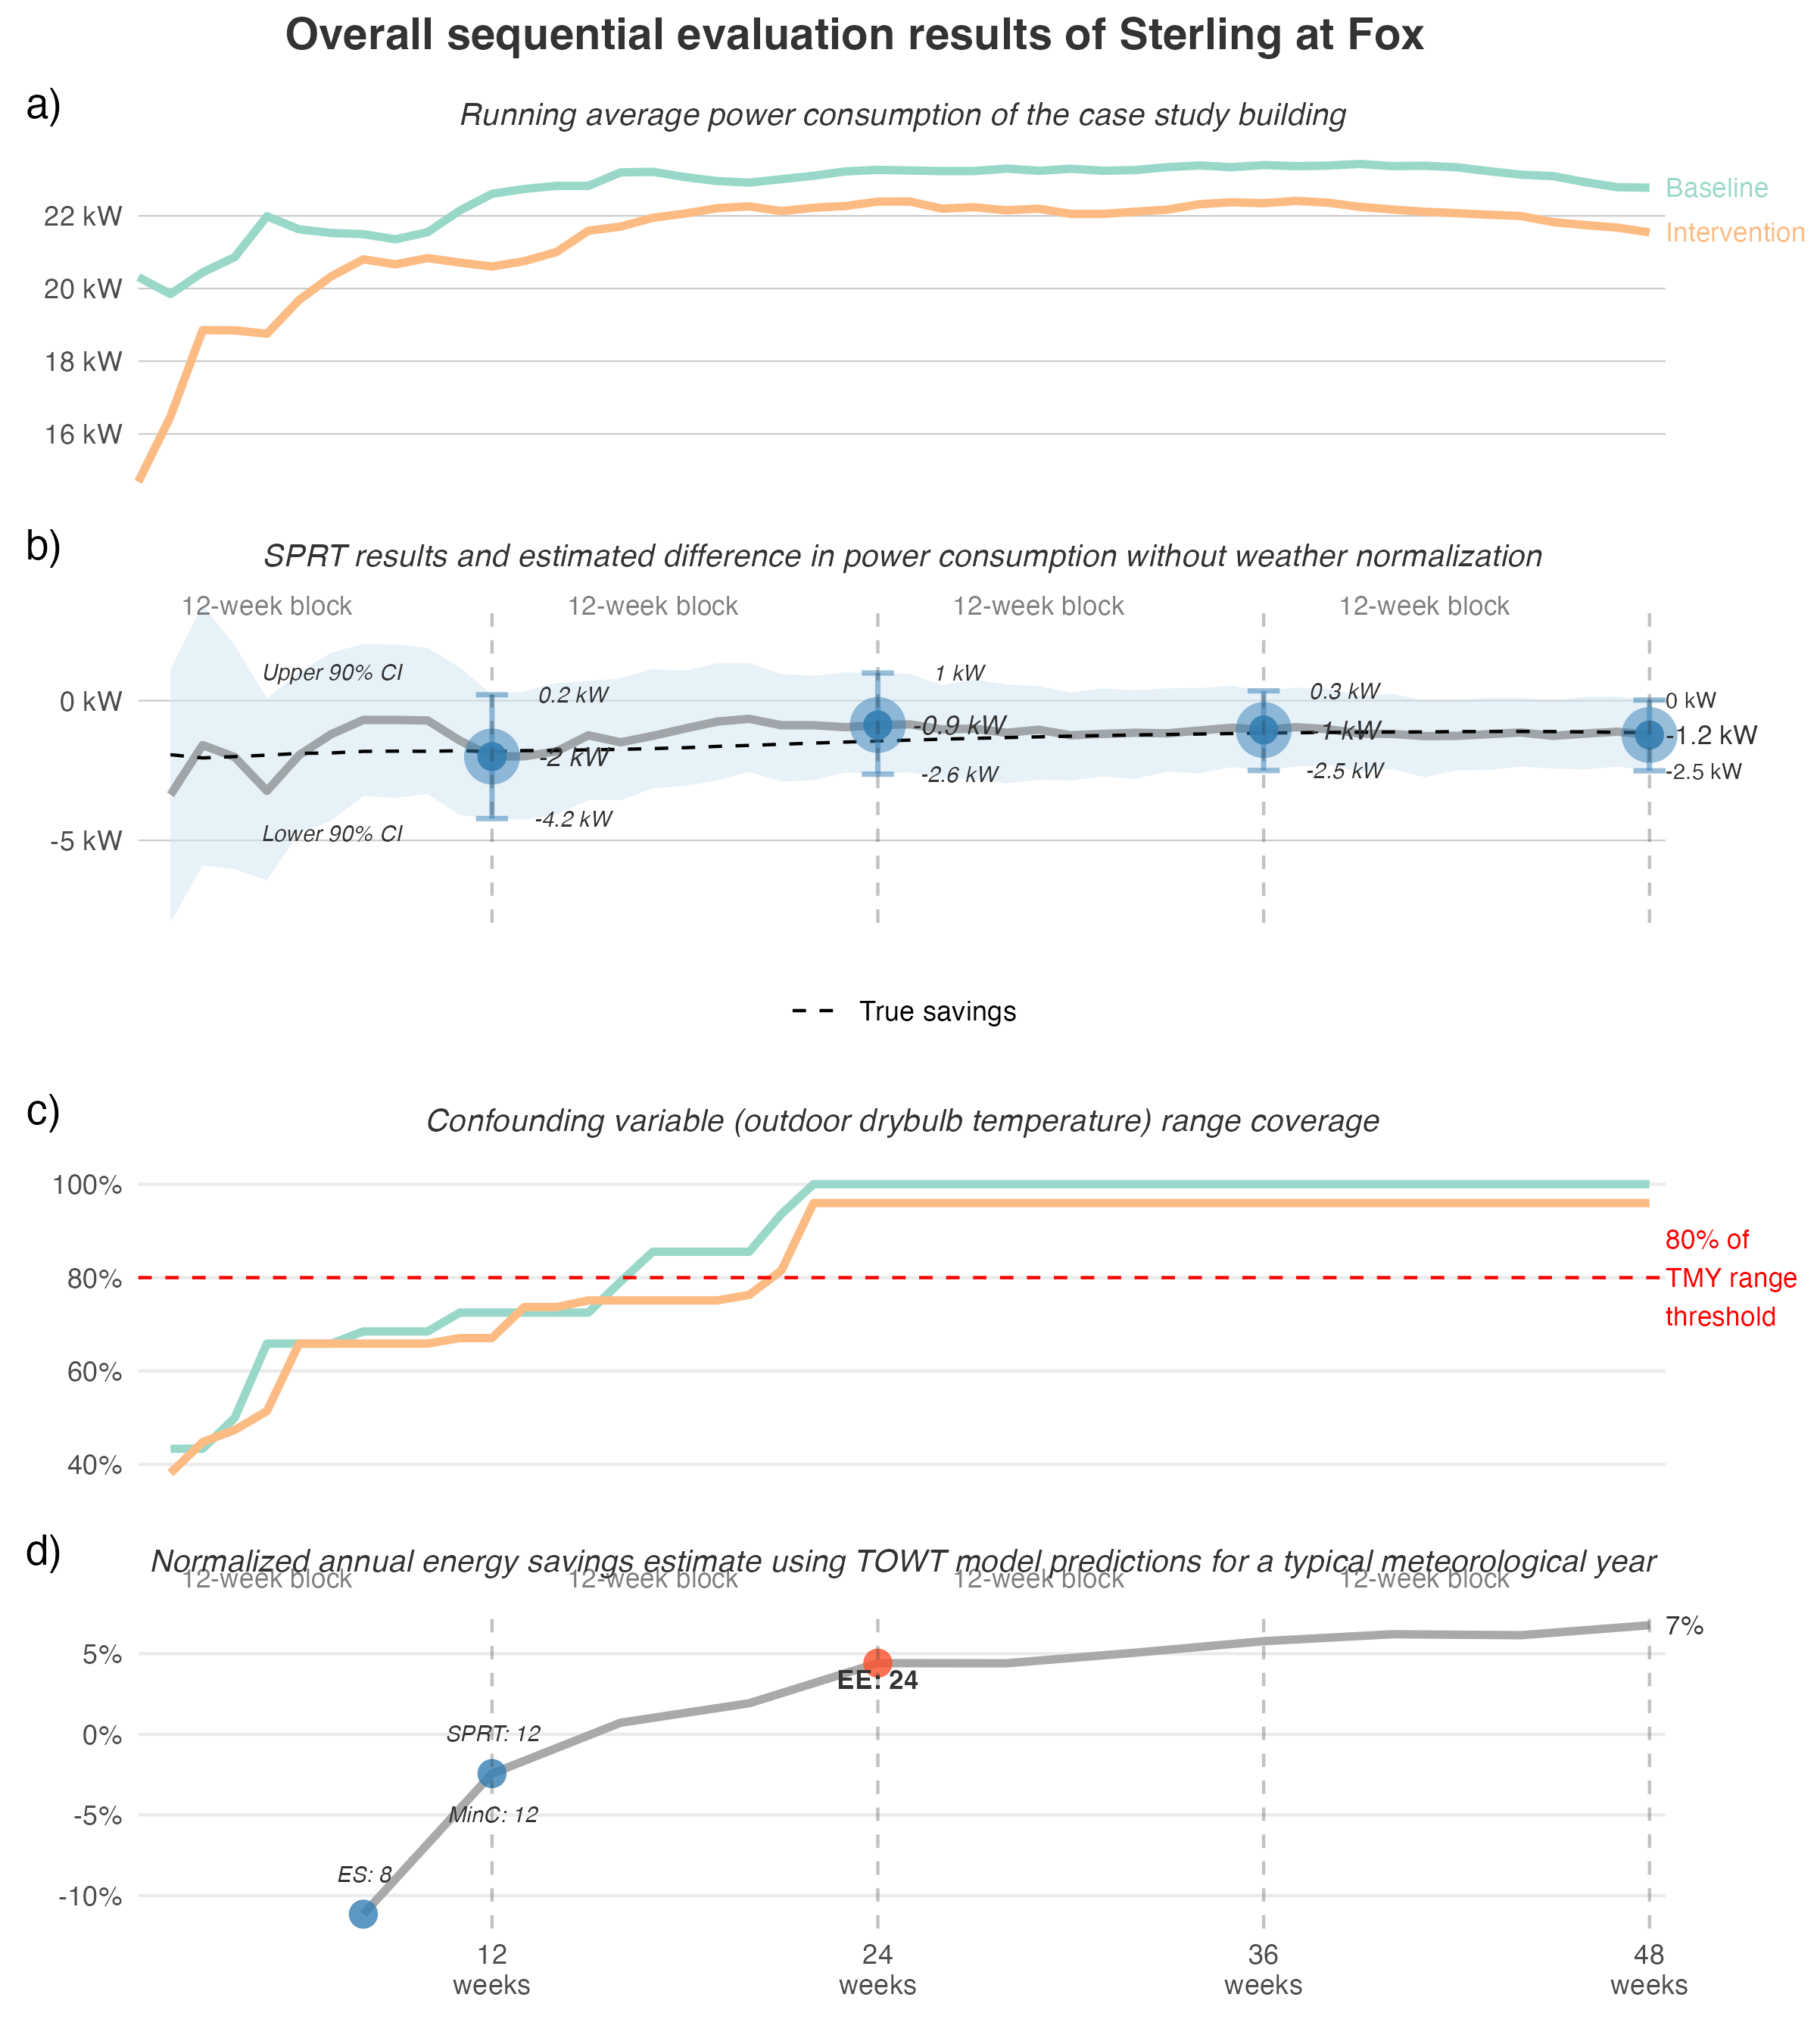 Overall sequential evaluation results of Sterling at Fox
a)
Running average power consumption of the case study building
22 kW
20 kW
18 kW
16 kW
Baseline
Intervention
b)
SPRT results and estimated difference in power consumption without weather normalization
12-week block 12-week block 12-week block 12-week block
0 kW
-5 kW
Upper 90% CI
Lower 90% CI
0.2 kW
-2 kW
-4.2 kW
1 kW
-0.9 kW
-2.6 kW
0.3 kW
-1 kW
-2.5 kW
0 kW
-1.2 kW
-2.5 kW
True savings
c)
Confounding variable (outdoor drybulb temperature) range coverage
100%
80%
60%
40%
80% of
TMY range
threshold
d)
Normalized annual energy savings estimate using TOWT model predictions for a typical meteorological year
12-week block 12-week block 12-week block 12-week block
5%
0%
-5%
-10%
7%
EE: 24
SPRT: 12
MinC: 12
ES: 8
12
weeks
24
weeks
36
weeks
48
weeks